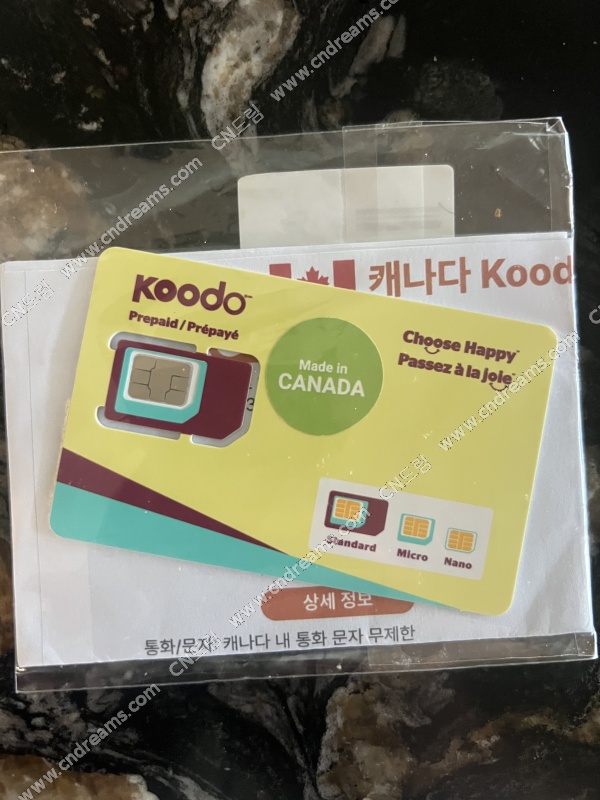 캐나다 Kood
Koodo
Prepaid / Prépayé
Made in
CANADA
Choose Happy
Passez à la joie
3
Standard
Micro
Nano
상세 정보
통화/문자: 캐나다 내 통화 문자 무제한
CN드림 www.cndreams.com